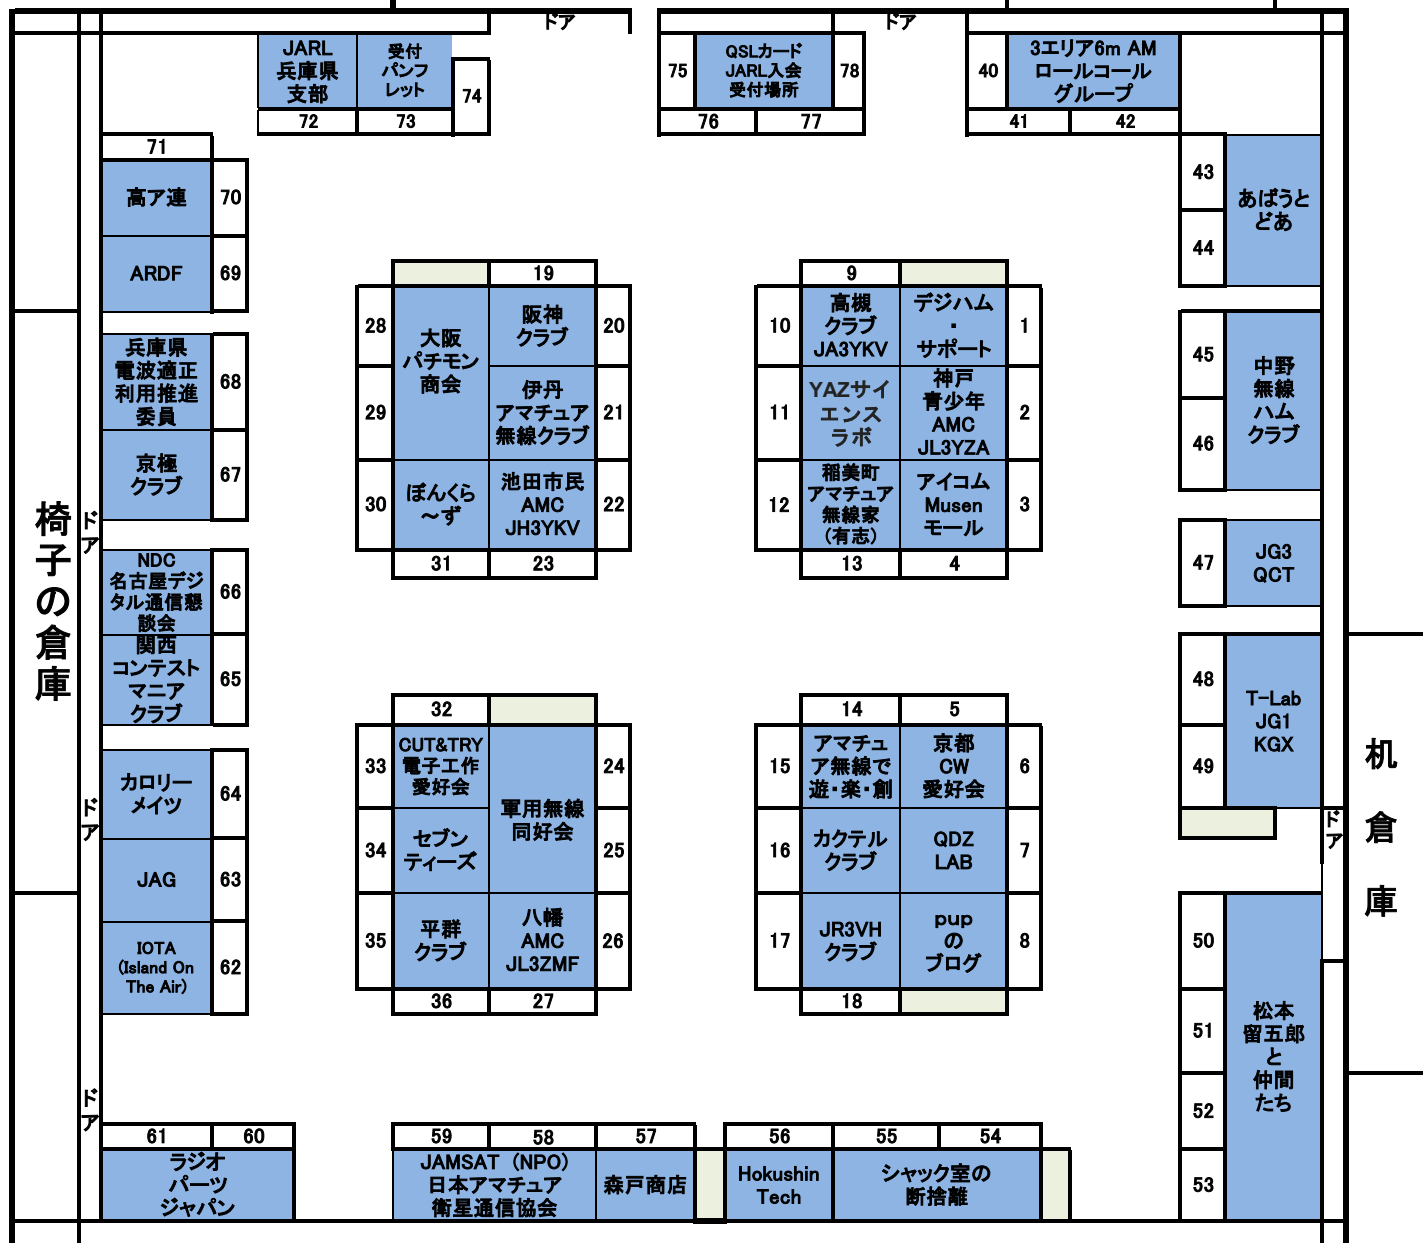 ドア
ドア
JARL
兵庫県
支部
受付
パンフ
レット
74
72
73
75
QSLカード
JARL入会
受付場所
78
76
77
40
3エリア6m AM
ロールコール
グループ
41
42
71
高ア連
70
ARDF
69
兵庫県
電波適正
利用推進
委員
68
京極
クラブ
67
NDC
名古屋デジ
タル通信懇
談会
66
関西
コンテスト
マニア
クラブ
65
カロリー
メイツ
64
JAG
63
IOTA
(Island On
The Air)
62
椅子の倉庫
ドア
ドア
ドア
19
28
大阪
パチモン
商会
阪神
クラブ
20
29
伊丹
アマチュア
無線クラブ
21
30
ぼんくら
～ず
池田市民
AMC
JH3YKV
22
31
23
9
10
高槻
クラブ
JA3YKV
デジハム
・
サポート
1
11
YAZサイ
エンス
ラボ
神戸
青少年
AMC
JL3YZA
2
12
稲美町
アマチュア
無線家
(有志)
アイコム
Musen
モール
3
13
4
43
44
あばうと
どあ
45
46
中野
無線
ハム
クラブ
47
JG3
QCT
48
49
T-Lab
JG1
KGX
ドア
机倉庫
32
33
CUT&TRY
電子工作
愛好会
24
軍用無線
同好会
34
セブン
ティーズ
25
35
平群
クラブ
八幡
AMC
JL3ZMF
26
36
27
14
5
15
アマチュ
ア無線で
遊・楽・創
京都
CW
愛好会
6
16
カクテル
クラブ
QDZ
LAB
7
17
JR3VH
クラブ
pup
の
ブログ
8
18
50
51
52
53
松本
留五郎
と
仲間
たち
61
60
ラジオ
パーツ
ジャパン
59
58
57
JAMSAT (NPO)
日本アマチュア
衛星通信協会
森戸商店
56
55
54
Hokushin
Tech
シャック室の
断捨離